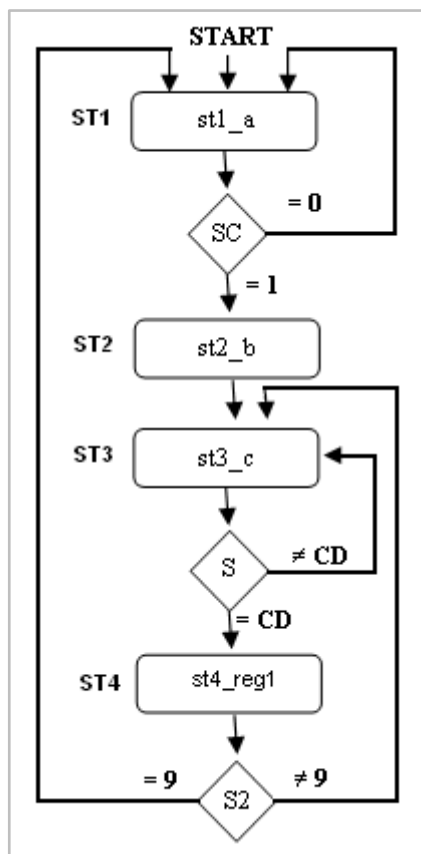 START
ST1
st1_a
= 0
SC
= 1
ST2
st2_b
ST3
st3_c
S
≠ CD
= CD
ST4
st4_reg1
= 9
≠ 9
S2